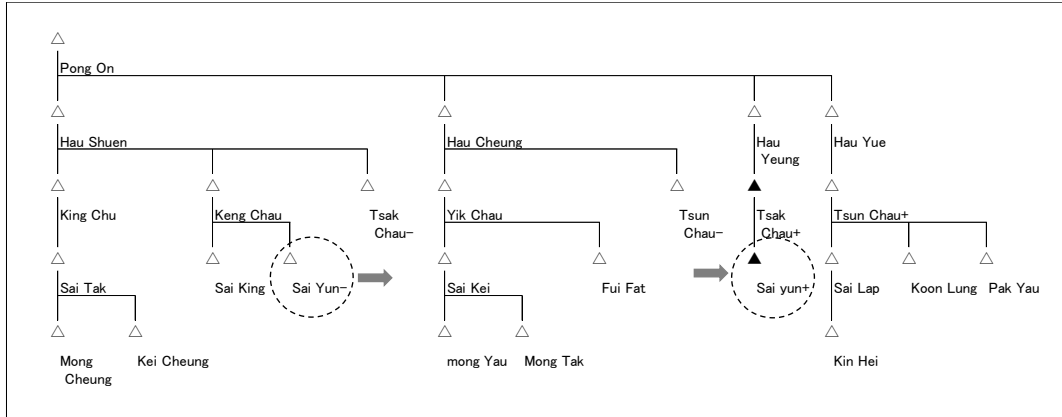 Pong On
Hau Shuen
Hau Cheung
Hau
Yeung
Hau Yue
King Chu
Keng Chau
Tsak
Chau−
Yik Chau
Tsun
Chau−
Tsak
Chau+
Tsun Chau+
Sai Tak
Sai King
Sai Yun−
Sai Kei
Fui Fat
Sai yun+
Sai Lap
Koon Lung
Pak Yau
Mong
Cheung
Kei Cheung
mong Yau
Mong Tak
Kin Hei